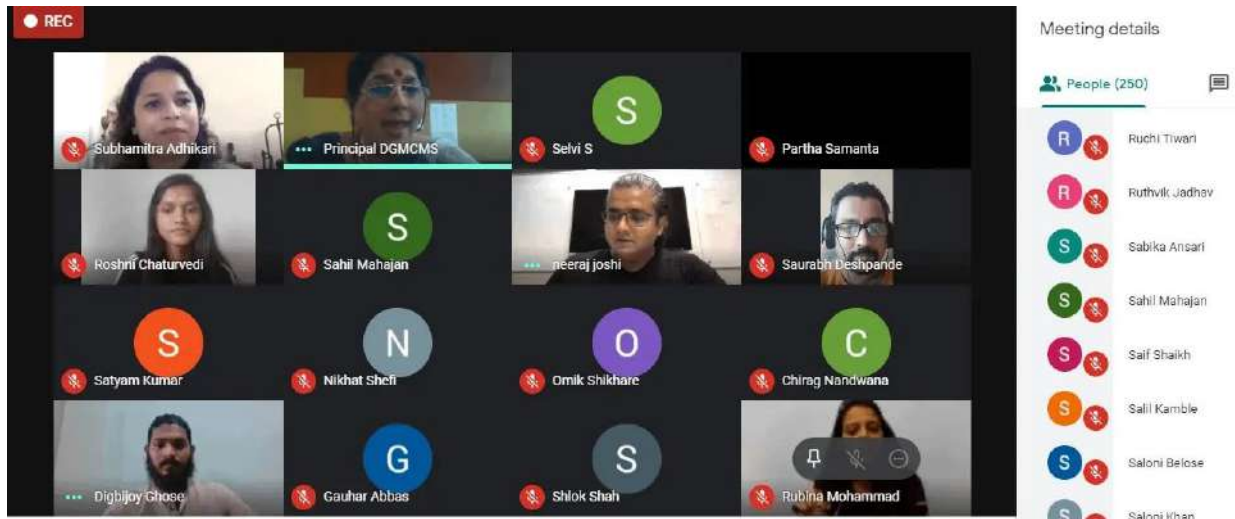 REC
Subhamitra Adhikari
Principal DGMCMS
S
Selvi S
Partha Samanta
Roshni Chaturvedi
S
Sahil Mahajan
neeraj joshi
Saurabh Deshpande
S
Satyam Kumar
N
Nikhat Shefi
O
Omik Shikhare
C
Chirag Nandwana
Digbijoy Ghose
G
Gauhar Abbas
S
Shlok Shah
Rubina Mohammad
Meeting details
People (250)
R
Ruchi Tiwari
R
Ruthvik Jadhav
S
Sabika Ansari
S
Sahil Mahajan
S
Saif Shaikh
S
Salil Kamble
S
Saloni Belose
S
Saloni Khan